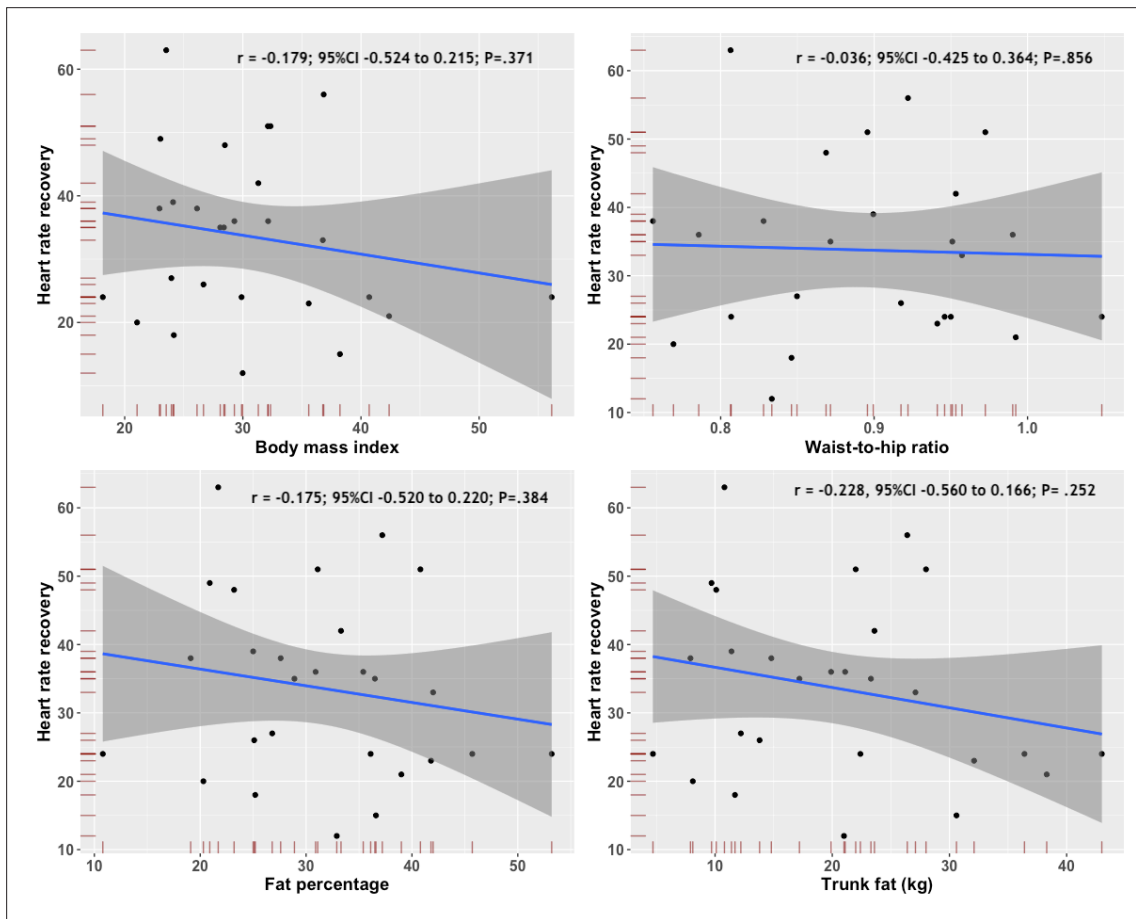 r = -0.179; 95%CI -0.524 to 0.215; P=.371
Heart rate recovery
60
40
20
20 30 40 50
Body mass index
r = -0.036; 95%CI -0.425 to 0.364; P=.856
Heart rate recovery
60
50
40
30
20
10
0.8 0.9 1.0
Waist-to-hip ratio
r = -0.175; 95%CI -0.520 to 0.220; P=.384
Heart rate recovery
60
50
40
30
20
10
10 20 30 40 50
Fat percentage
r = -0.228, 95%CI -0.560 to 0.166; P= .252
Heart rate recovery
60
50
40
30
20
10
10 20 30 40
Trunk fat (kg)